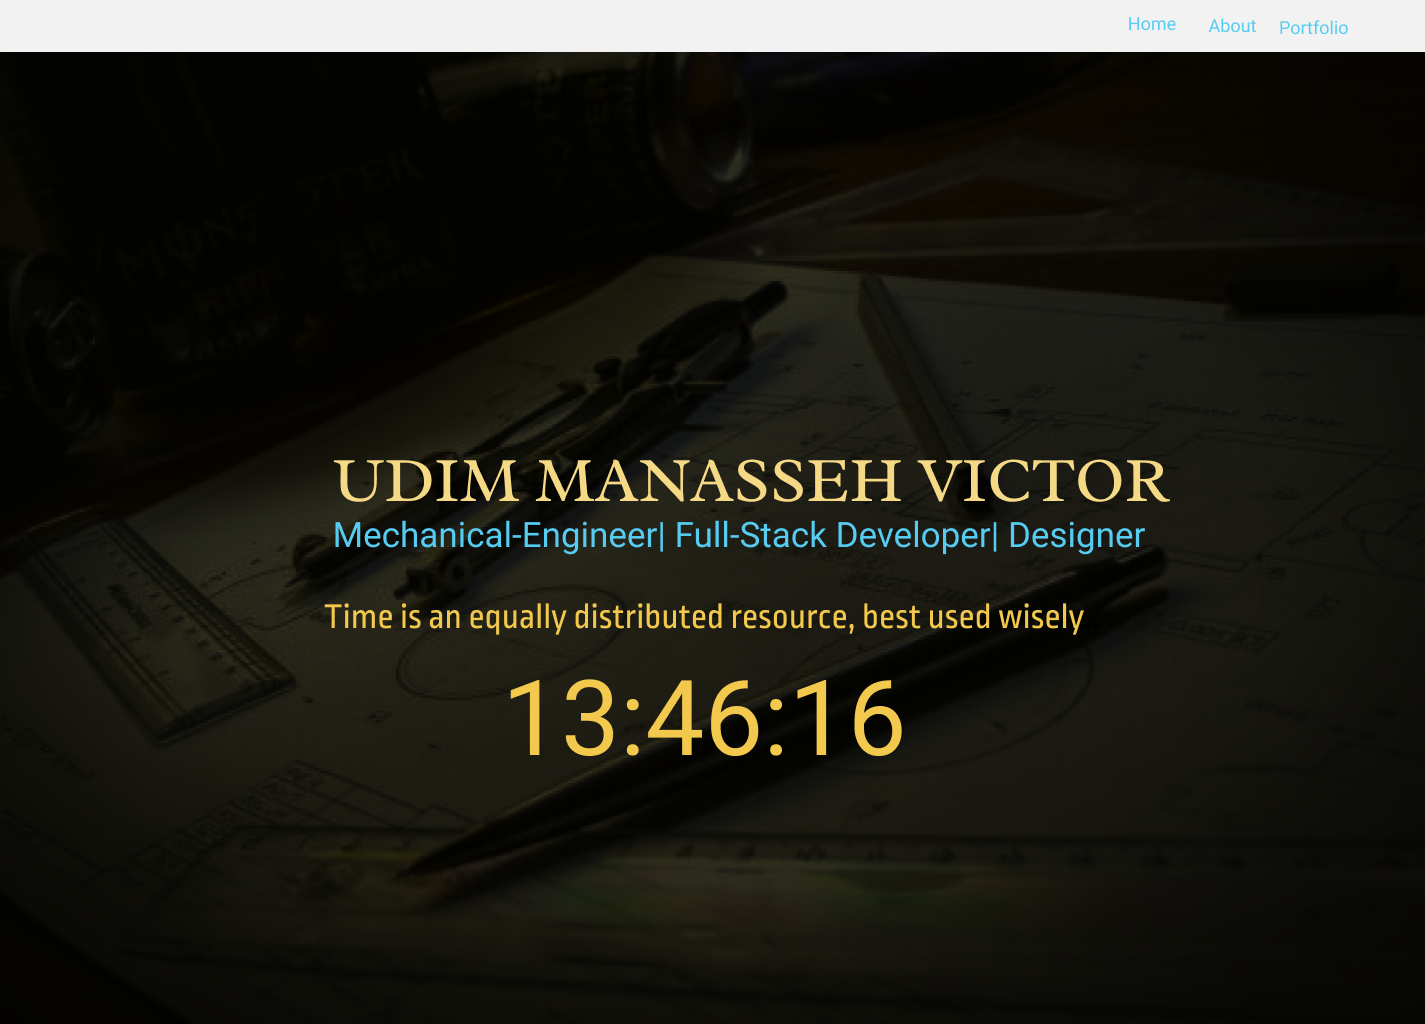 Home About Portfolio
UDIM MANASSEH VICTOR
Mechanical-Engineer| Full-Stack Developer| Designer
Time is an equally distributed resource, best used wisely
13:46:16